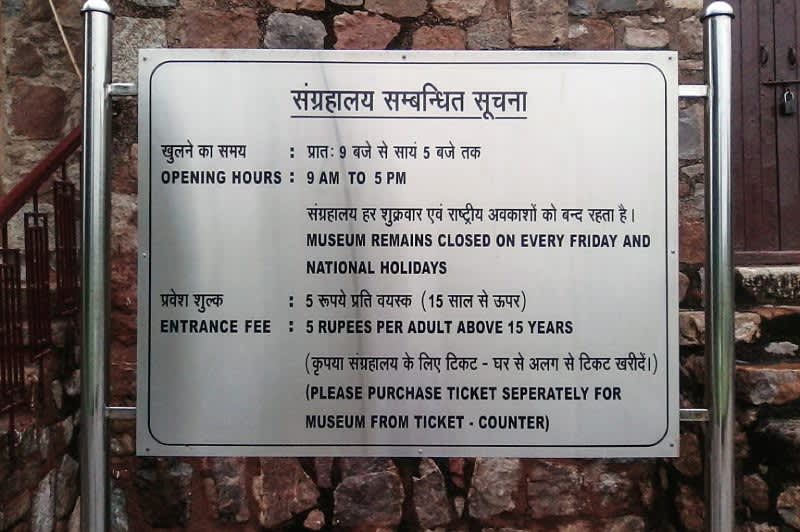 संग्रहालय सम्बन्धित सूचना
खुलने का समय : प्रातः 9 बजे से सायं 5 बजे तक
OPENING HOURS : 9 AM TO 5 PM
संग्रहालय हर शुक्रवार एवं राष्ट्रीय अवकाशों को बन्द रहता है।
MUSEUM REMAINS CLOSED ON EVERY FRIDAY AND
NATIONAL HOLIDAYS
प्रवेश शुल्क : 5 रूपये प्रति वयस्क (15 साल से ऊपर)
ENTRANCE FEE : 5 RUPEES PER ADULT ABOVE 15 YEARS
(कृपया संग्रहालय के लिए टिकट - घर से अलग से टिकट खरीदें।)
(PLEASE PURCHASE TICKET SEPERATELY FOR
MUSEUM FROM TICKET - COUNTER)